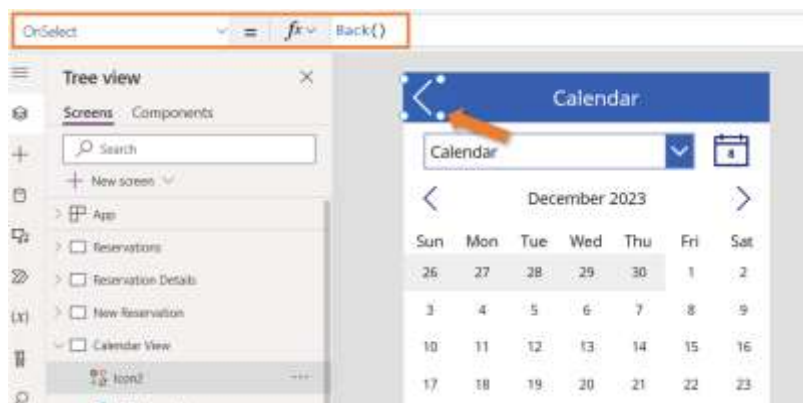 OnSelect = fx Back()
Tree view
Screens Components
Search
New screen
App
Reservations
Reservation Details
New Reservation
Calendar View
Icon2
Calendar
Calendar
8
December 2023
Sun Mon Tue Wed Thu Fri Sat
26 27 28 29 30 1 2
3 4 5 6 7 8 9
10 11 12 13 14 15 16
17 18 19 20 21 22 23
(x)